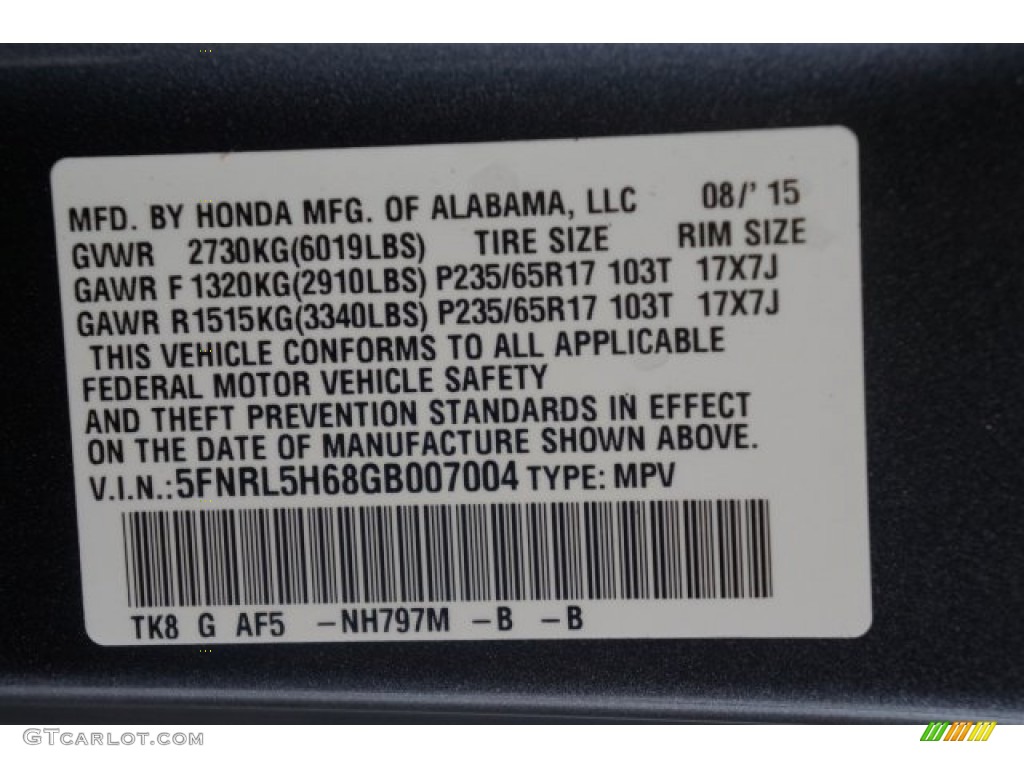 MFD. BY HONDA MFG. OF ALABAMA, LLC 08/' 15
GVWR 2730KG(6019LBS) TIRE SIZE RIM SIZE
GAWR F 1320KG(2910LBS) P235/65R17 103T 17X7J
GAWR R1515KG(3340LBS) P235/65R17 103T 17X7J
THIS VEHICLE CONFORMS TO ALL APPLICABLE
FEDERAL MOTOR VEHICLE SAFETY
AND THEFT PREVENTION STANDARDS IN EFFECT
ON THE DATE OF MANUFACTURE SHOWN ABOVE.
V.I.N.:5FNRL5H68GB007004 TYPE: MPV
TK8 G AF5 –NH797M –B –B
GTcarlot.com